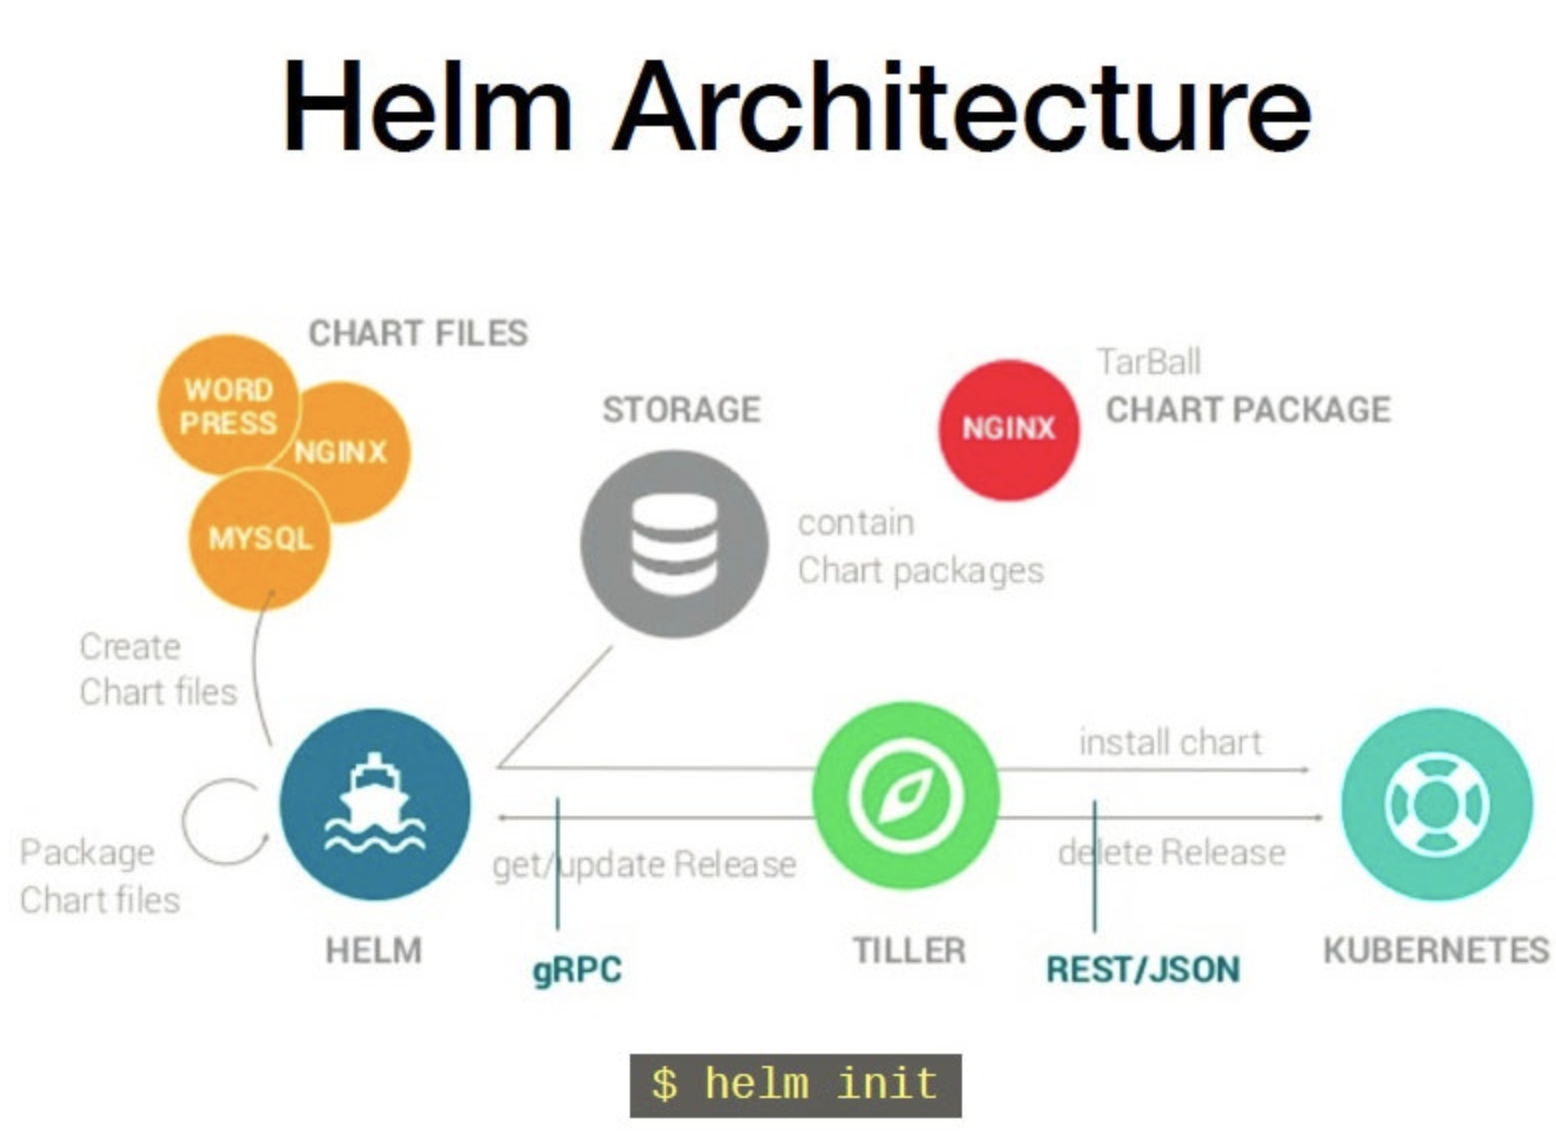 Helm Architecture
CHART FILES
WORD
PRESS
NGINX
MYSQL
STORAGE
contain
Chart packages
NGINX
TarBall
CHART PACKAGE
Create
Chart files
Package
Chart files
HELM
get/update Release
gRPC
TILLER
install chart
delete Release
REST/JSON
KUBERNETES
$ helm init